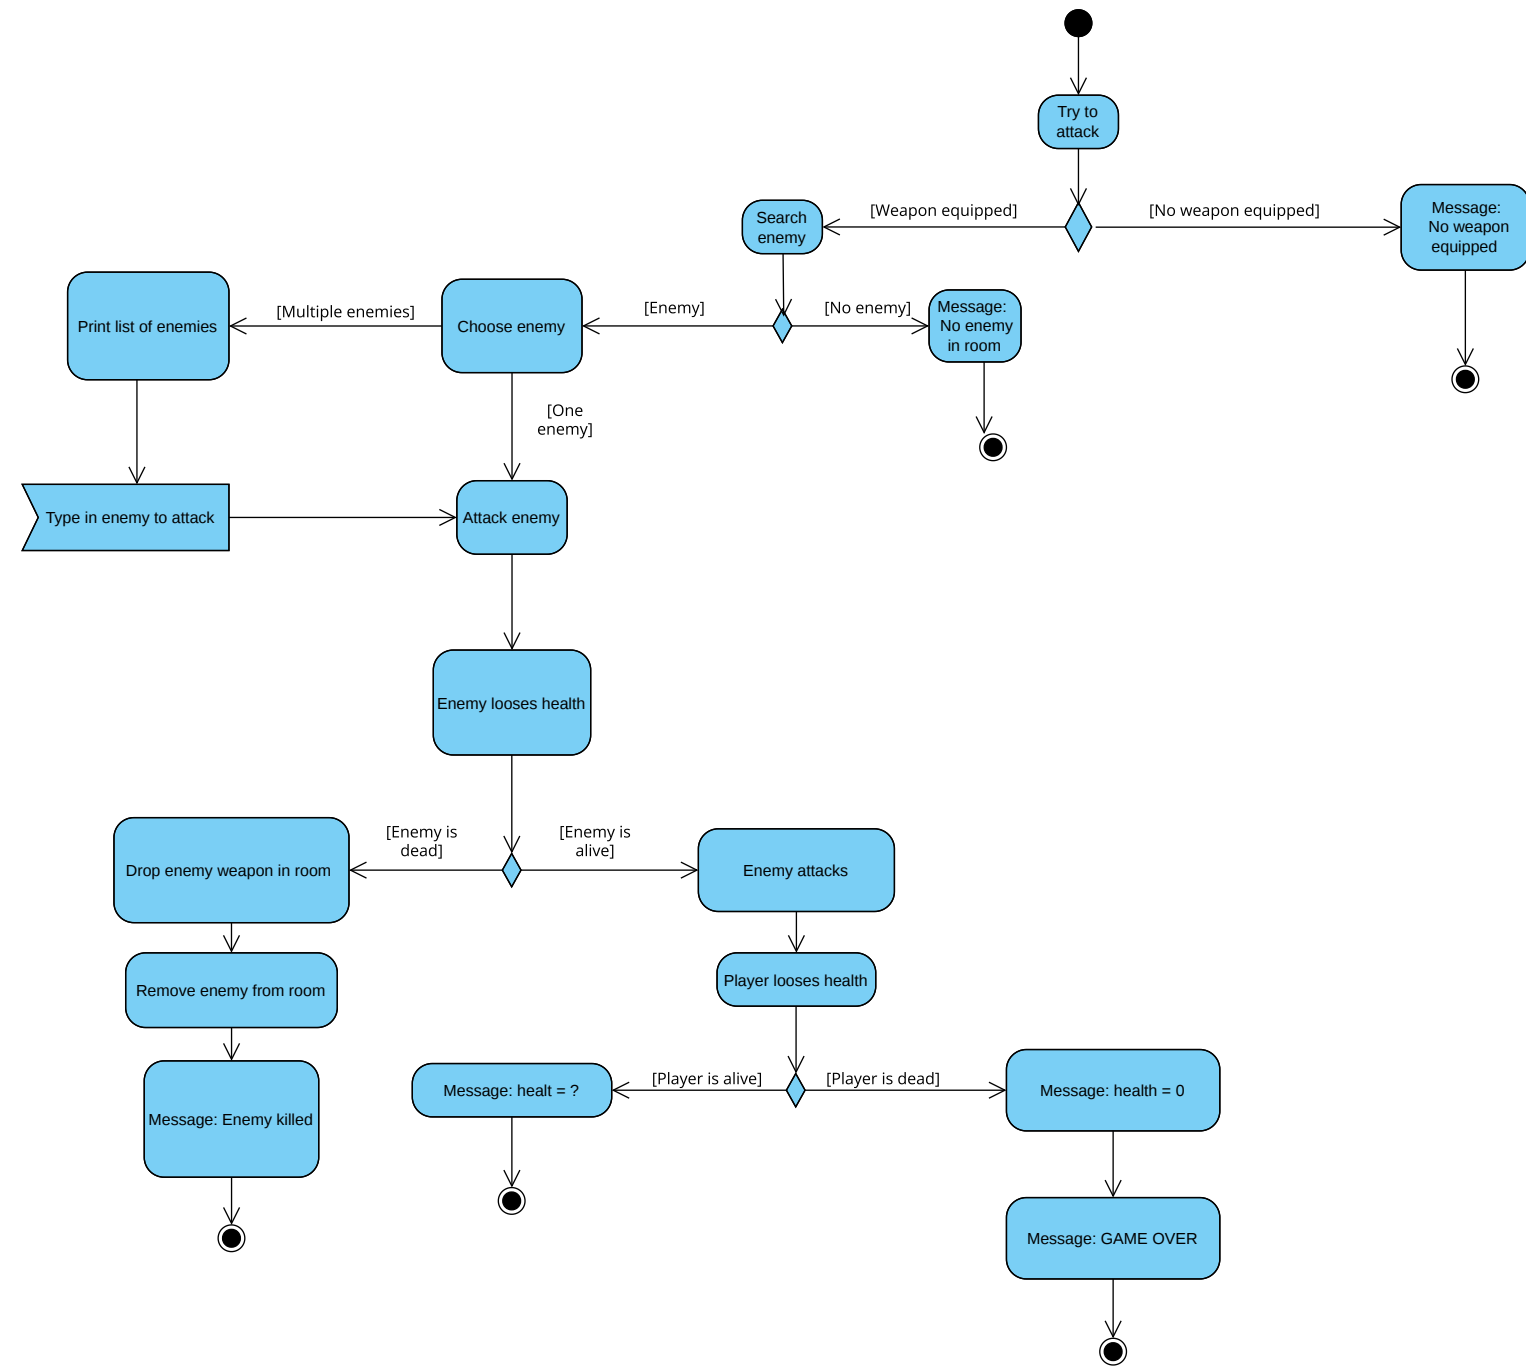 Try to
attack
[Weapon equipped]
[No weapon equipped]
Message:
No weapon
equipped
Search
enemy
[Multiple enemies]
[Enemy]
[No enemy]
Message:
No enemy
in room
Print list of enemies
Choose enemy
[One
enemy]
Type in enemy to attack
Attack enemy
Enemy looses health
[Enemy is
dead]
[Enemy is
alive]
Drop enemy weapon in room
Enemy attacks
Remove enemy from room
Player looses health
Message: Enemy killed
[Player is alive]
[Player is dead]
Message: healt = ?
Message: health = 0
Message: GAME OVER